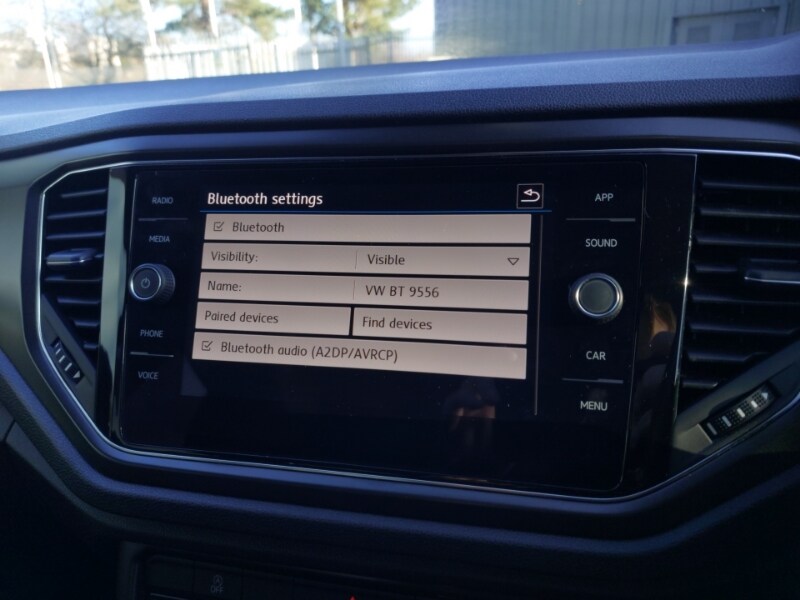 Bluetooth settings
Bluetooth
Visibility: Visible
Name: VW BT 9556
Paired devices Find devices
Bluetooth audio (A2DP/AVRCP)
RADIO
MEDIA
PHONE
VOICE
APP
SOUND
CAR
MENU
OFF